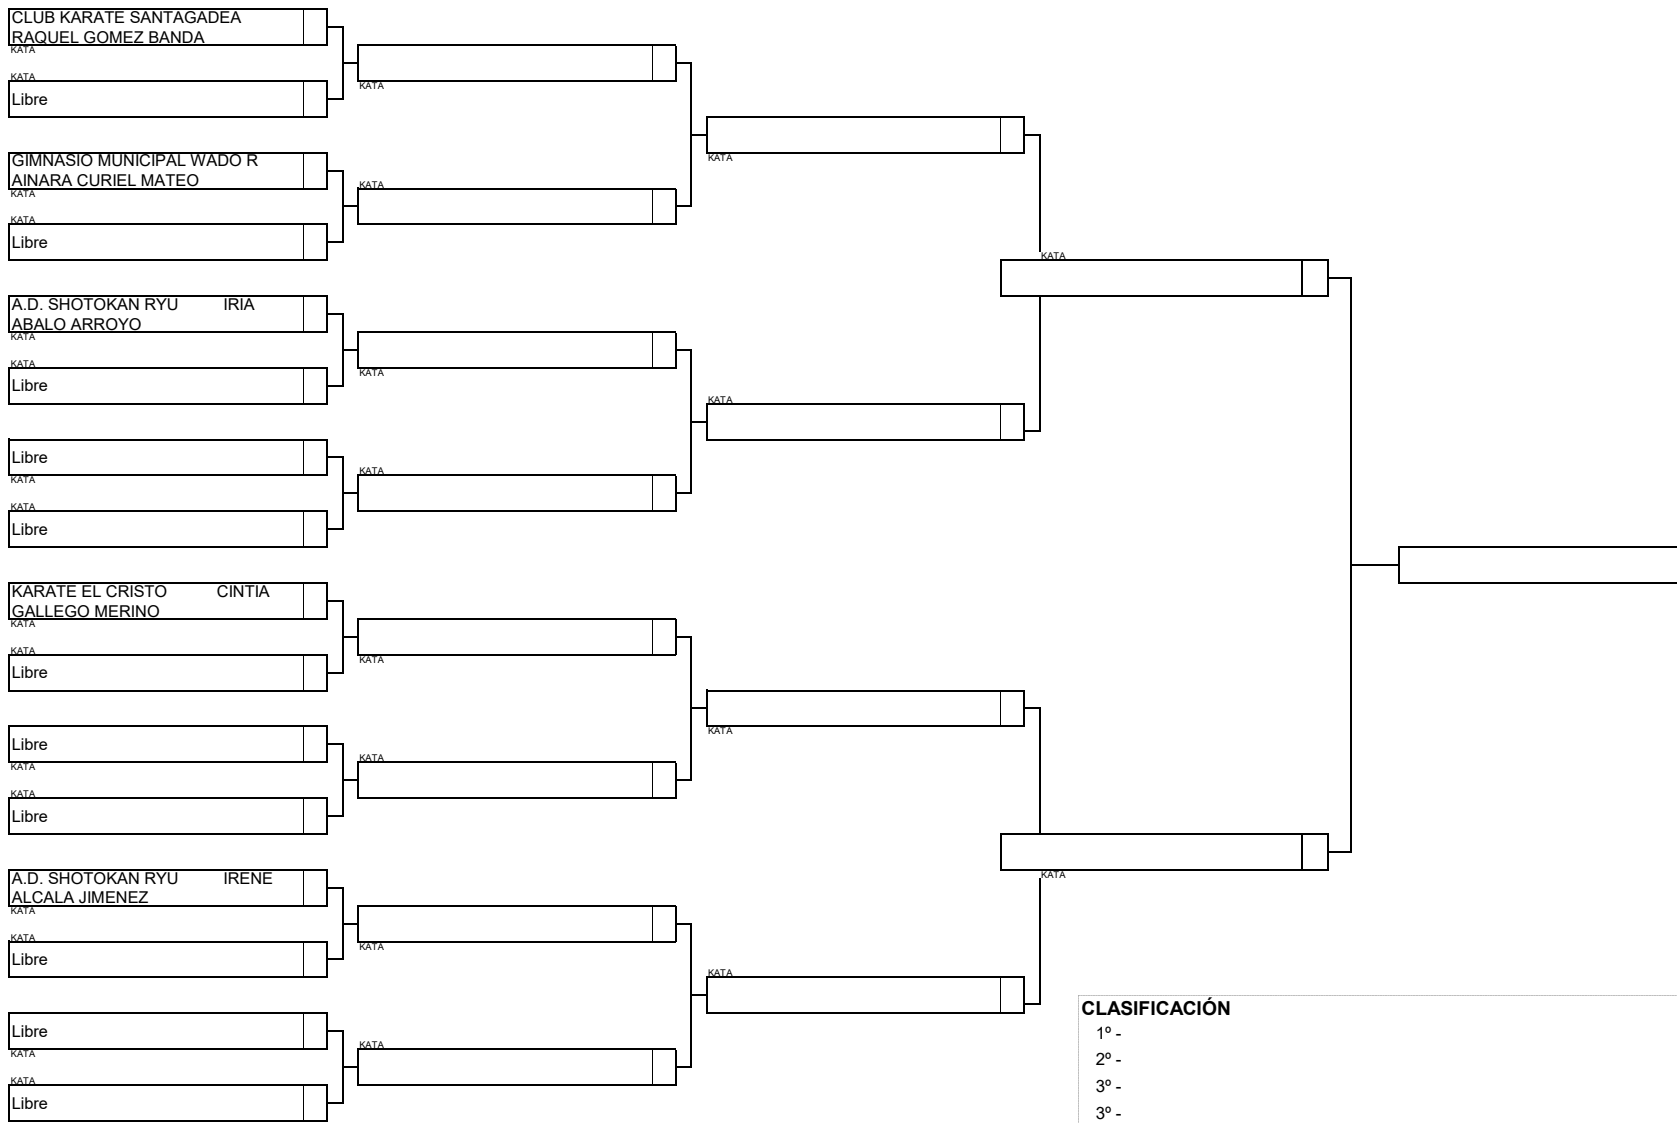 CLUB KARATE SANTAGADEA
RAQUEL GOMEZ BANDA
KATA
KATA
Libre
KATA
GIMNASIO MUNICIPAL WADO R
AINARA CURIEL MATEO
KATA
KATA
Libre
KATA
KATA
A.D. SHOTOKAN RYU IRIA
ABALO ARROYO
KATA
KATA
Libre
KATA
Libre
KATA
KATA
Libre
KATA
KATA
KATA
KARATE EL CRISTO CINTIA
GALLEGO MERINO
KATA
KATA
Libre
KATA
Libre
KATA
KATA
Libre
KATA
KATA
A.D. SHOTOKAN RYU IRENE
ALCALA JIMENEZ
KATA
KATA
Libre
KATA
Libre
KATA
KATA
Libre
KATA
KATA
KATA
CLASIFICACIÓN
1º -
2º -
3º -
3º -